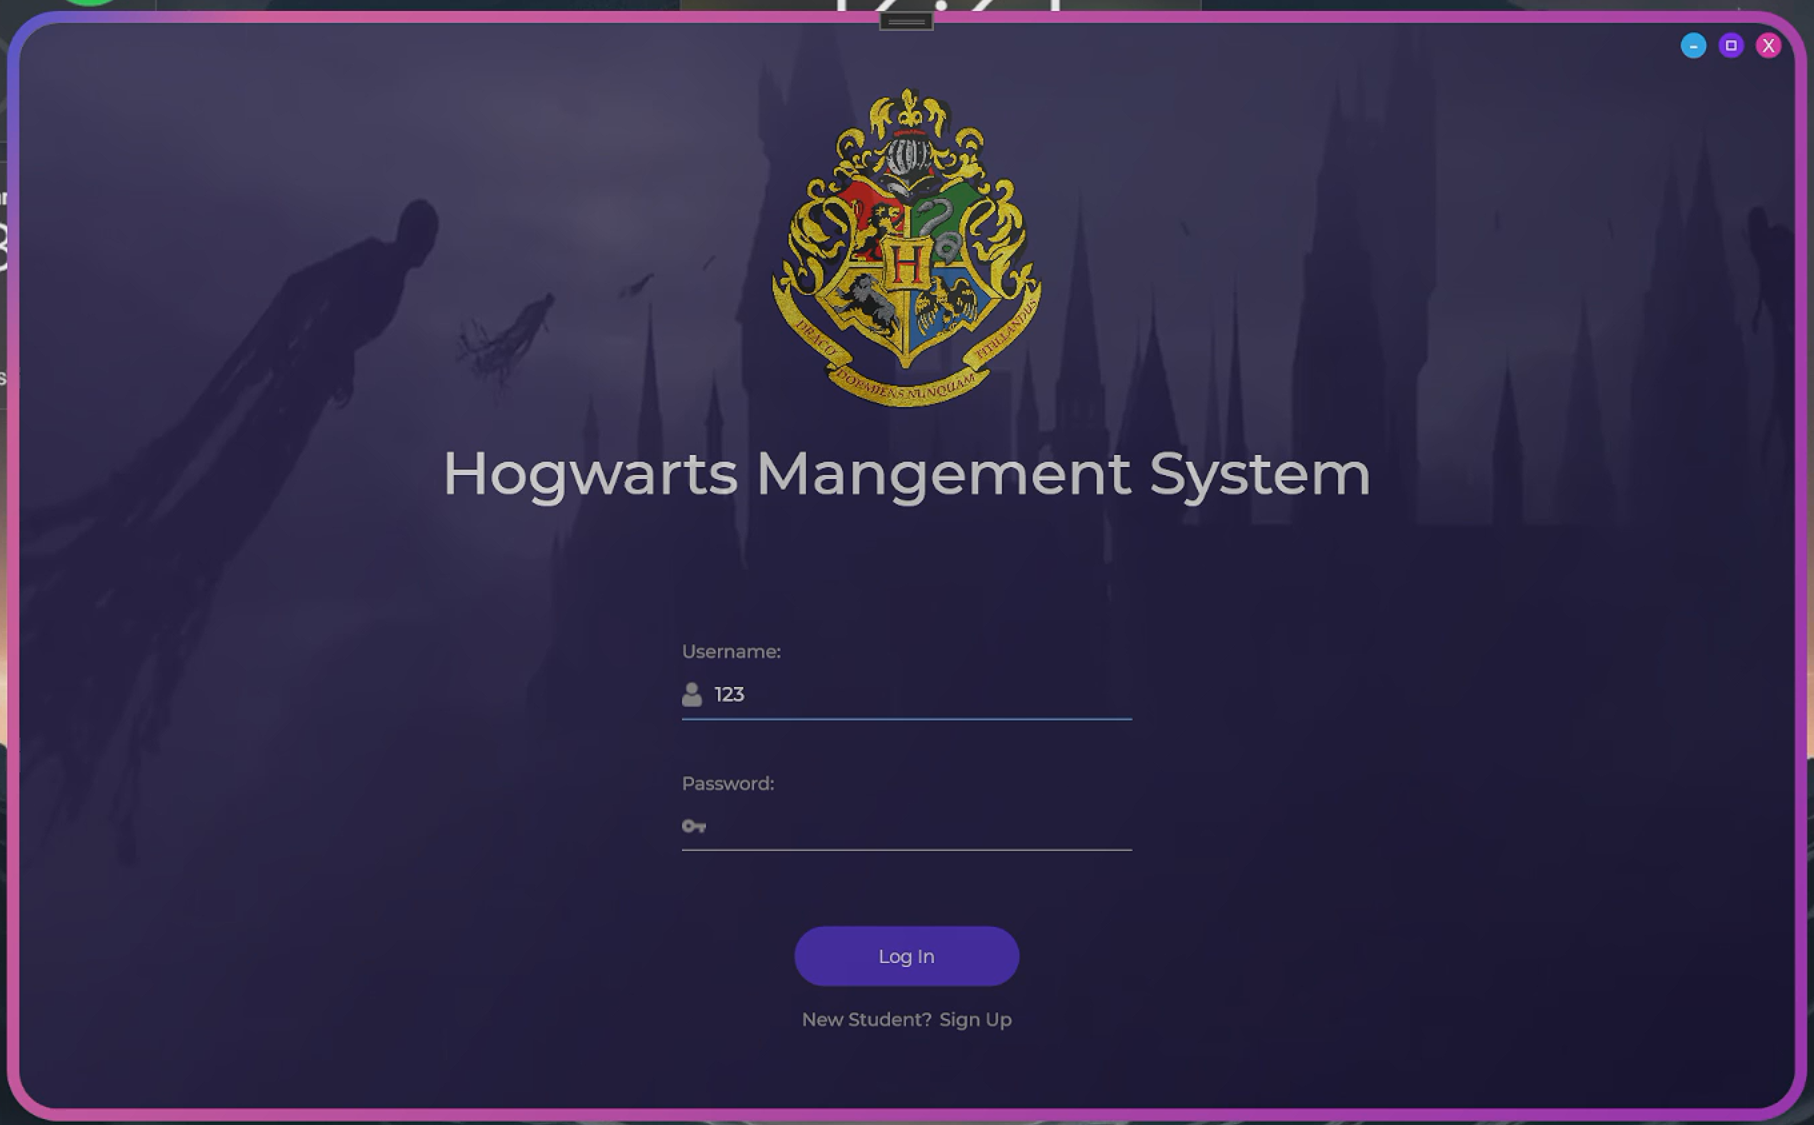 X
H
DRACO
DORMIENS NUNQUAM
TITILLANDUS
Hogwarts Mangement System
Username:
123
Password:
Log In
New Student? Sign Up